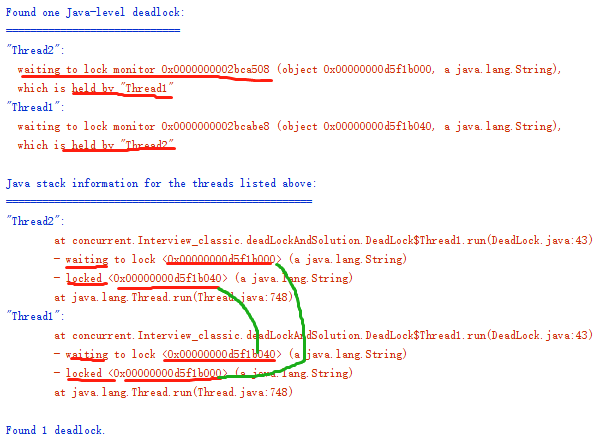 Found one Java-level deadlock:
=============================
"Thread2":
waiting to lock monitor 0x0000000002bca508 (object 0x00000000d5f1b000, a java.lang.String),
which is held by "Thread1"
"Thread1":
waiting to lock monitor 0x0000000002bcabe8 (object 0x00000000d5f1b040, a java.lang.String),
which is held by "Thread2"
Java stack information for the threads listed above:
===================================================
"Thread2":
at concurrent.Interview_classic.deadLockAndSolution.DeadLock$Thread1.run(DeadLock.java:43)
- waiting to lock <0x00000000d5f1b000> (a java.lang.String)
- locked <0x00000000d5f1b040> (a java.lang.String)
at java.lang.Thread.run(Thread.java:748)
"Thread1":
at concurrent.Interview_classic.deadLockAndSolution.DeadLock$Thread1.run(DeadLock.java:43)
- waiting to lock <0x00000000d5f1b040> (a java.lang.String)
- locked <0x00000000d5f1b000> (a java.lang.String)
at java.lang.Thread.run(Thread.java:748)
Found 1 deadlock.